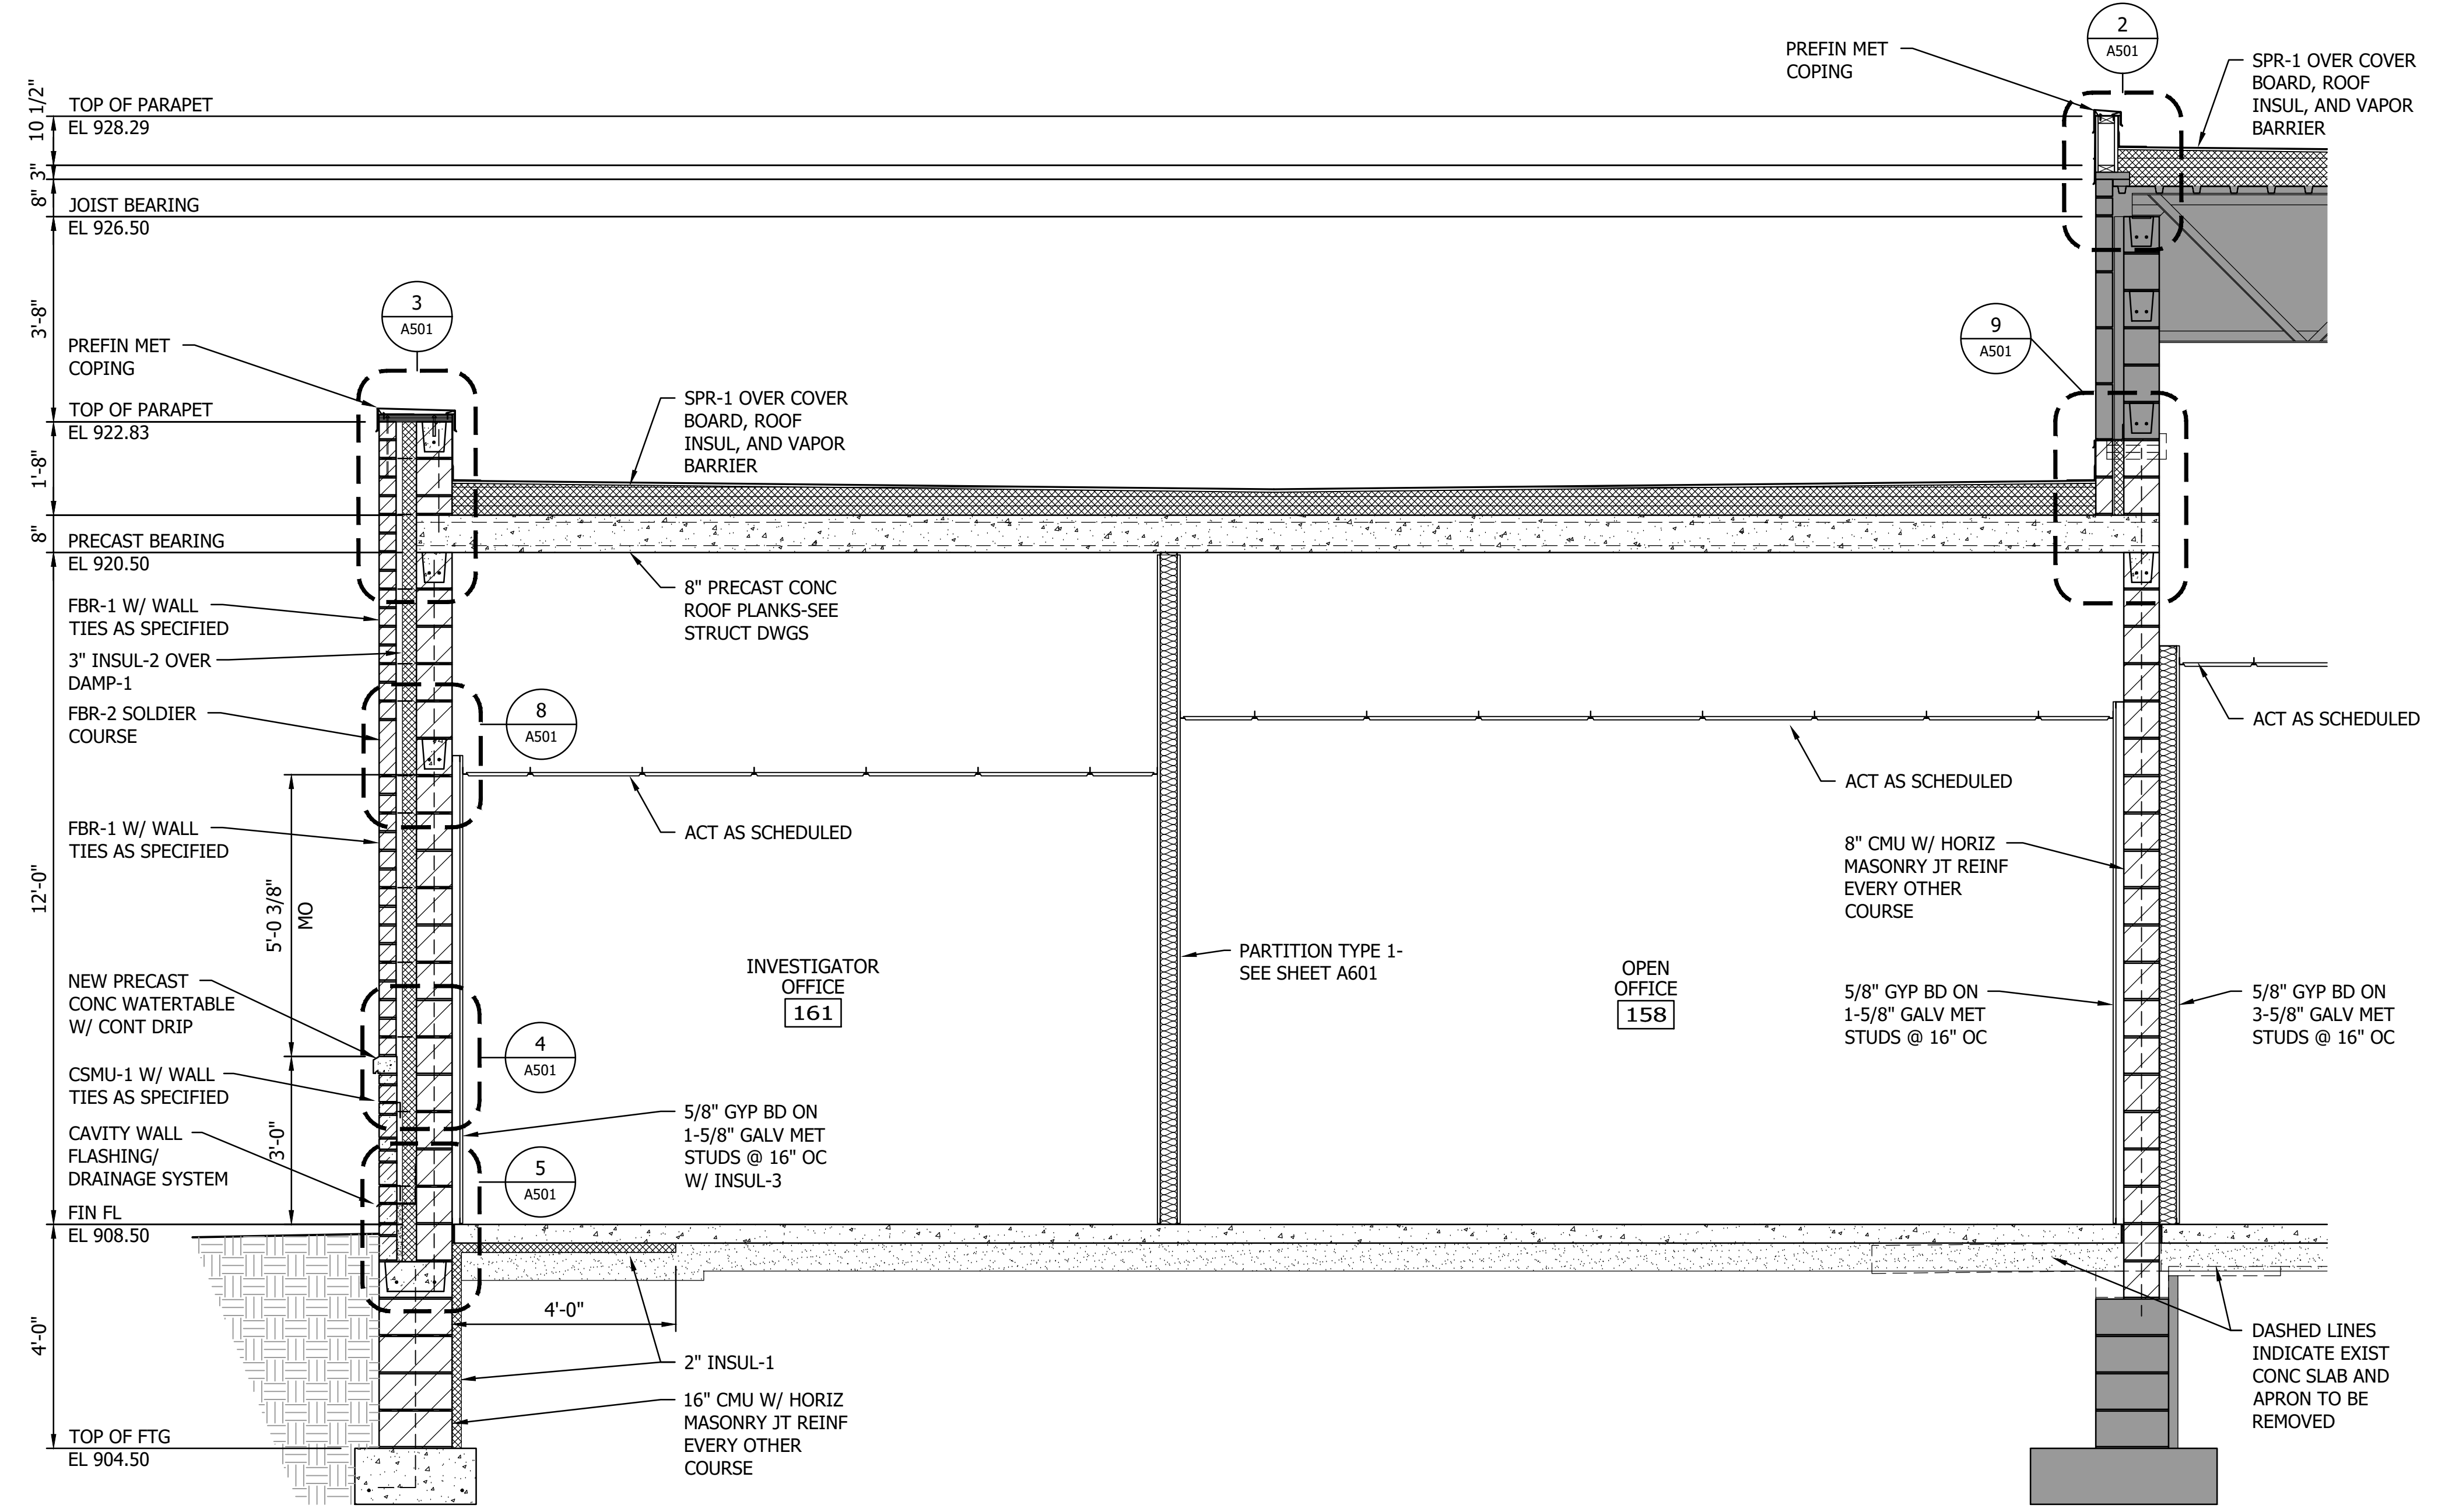 2
A501
PREFIN MET
COPING
SPR-1 OVER COVER
BOARD, ROOF
INSUL, AND VAPOR
BARRIER
10 1/2"
TOP OF PARAPET
EL 928.29
3"
8"
JOIST BEARING
EL 926.50
3'-8"
3
A501
9
A501
PREFIN MET
COPING
TOP OF PARAPET
EL 922.83
1'-8"
SPR-1 OVER COVER
BOARD, ROOF
INSUL, AND VAPOR
BARRIER
8"
PRECAST BEARING
EL 920.50
8" PRECAST CONC
ROOF PLANKS-SEE
STRUCT DWGS
FBR-1 W/ WALL
TIES AS SPECIFIED
3" INSUL-2 OVER
DAMP-1
FBR-2 SOLDIER
COURSE
8
A501
ACT AS SCHEDULED
ACT AS SCHEDULED
ACT AS SCHEDULED
FBR-1 W/ WALL
TIES AS SPECIFIED
8" CMU W/ HORIZ
MASONRY JT REINF
EVERY OTHER
COURSE
12'-0"
5'-0 3/8"
MO
PARTITION TYPE 1-
SEE SHEET A601
INVESTIGATOR
OFFICE
161
OPEN
OFFICE
158
NEW PRECAST
CONC WATERTABLE
W/ CONT DRIP
5/8" GYP BD ON
1-5/8" GALV MET
STUDS @ 16" OC
5/8" GYP BD ON
3-5/8" GALV MET
STUDS @ 16" OC
4
A501
CSMU-1 W/ WALL
TIES AS SPECIFIED
3'-0"
CAVITY WALL
FLASHING/
DRAINAGE SYSTEM
5/8" GYP BD ON
1-5/8" GALV MET
STUDS @ 16" OC
W/ INSUL-3
5
A501
FIN FL
EL 908.50
4'-0"
4'-0"
2" INSUL-1
16" CMU W/ HORIZ
MASONRY JT REINF
EVERY OTHER
COURSE
DASHED LINES
INDICATE EXIST
CONC SLAB AND
APRON TO BE
REMOVED
TOP OF FTG
EL 904.50